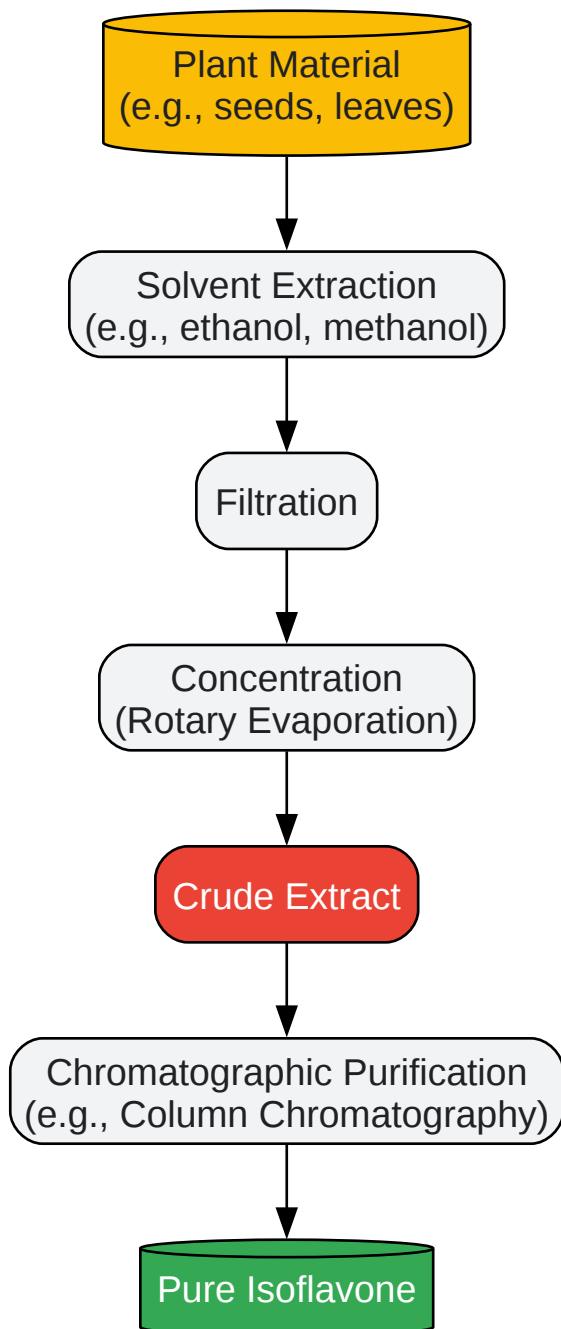 Plant Material
(e.g., seeds, leaves)
Solvent Extraction
(e.g., ethanol, methanol)
Filtration
Concentration
(Rotary Evaporation)
Crude Extract
Chromatographic Purification
(e.g., Column Chromatography)
Pure Isoflavone